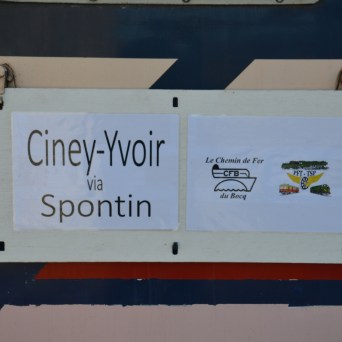 Ciney-Yvoir
via
Spontin
Le Chemin de Fer
CFB
du Bocq
PFT-TSP